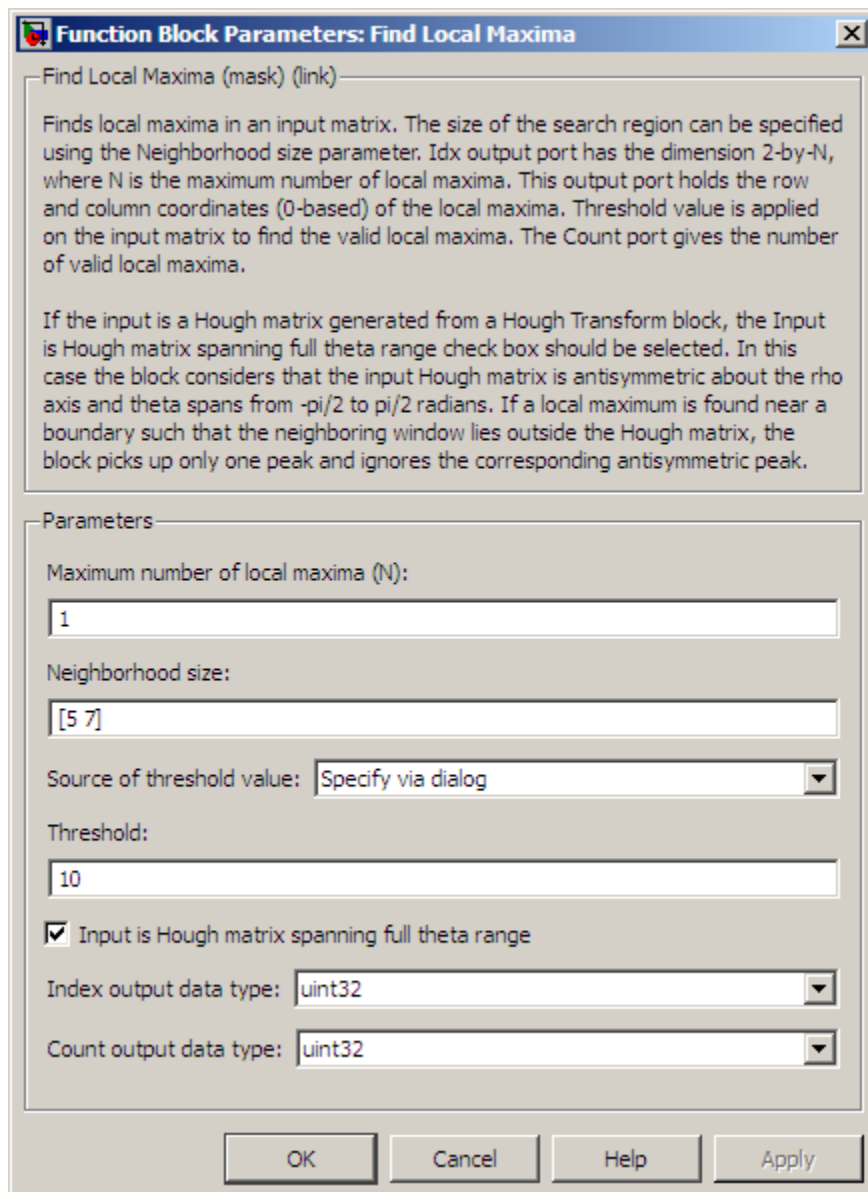 Function Block Parameters: Find Local Maxima
Find Local Maxima (mask) (link)
Finds local maxima in an input matrix. The size of the search region can be specified
using the Neighborhood size parameter. Idx output port has the dimension 2-by-N,
where N is the maximum number of local maxima. This output port holds the row
and column coordinates (0-based) of the local maxima. Threshold value is applied
on the input matrix to find the valid local maxima. The Count port gives the number
of valid local maxima.
If the input is a Hough matrix generated from a Hough Transform block, the Input
is Hough matrix spanning full theta range check box should be selected. In this
case the block considers that the input Hough matrix is antisymmetric about the rho
axis and theta spans from -pi/2 to pi/2 radians. If a local maximum is found near a
boundary such that the neighboring window lies outside the Hough matrix, the
block picks up only one peak and ignores the corresponding antisymmetric peak.
Parameters
Maximum number of local maxima (N):
1
Neighborhood size:
[5 7]
Source of threshold value: Specify via dialog
Threshold:
10
Input is Hough matrix spanning full theta range
Index output data type: uint32
Count output data type: uint32
OK Cancel Help Apply